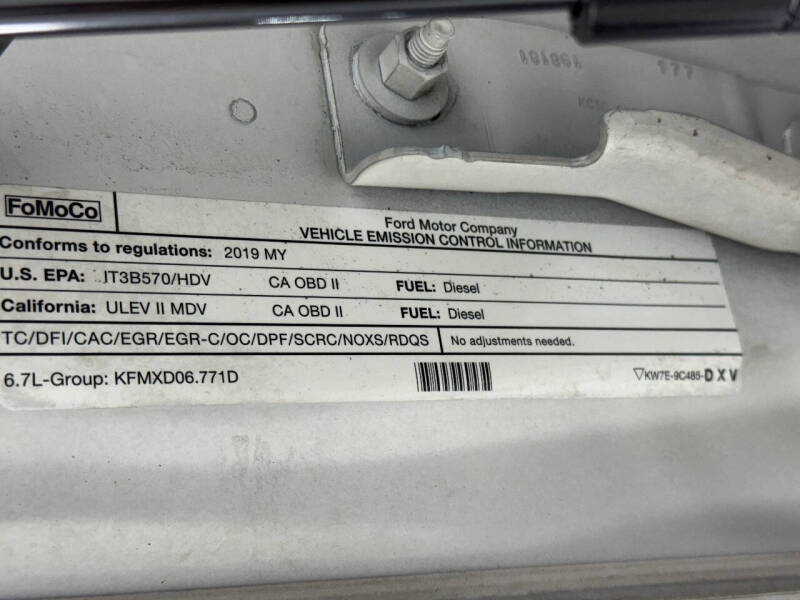 FoMoCo
Ford Motor Company
VEHICLE EMISSION CONTROL INFORMATION
Conforms to regulations: 2019 MY
U.S. EPA: IT3B570/HDV CA OBD II FUEL: Diesel
California: ULEV II MDV CA OBD II FUEL: Diesel
TC/DFI/CAC/EGR/EGR-C/OC/DPF/SCRC/NOXS/RDQS No adjustments needed.
6.7L-Group: KFMXD06.771D
KW7E-9C485-DXV